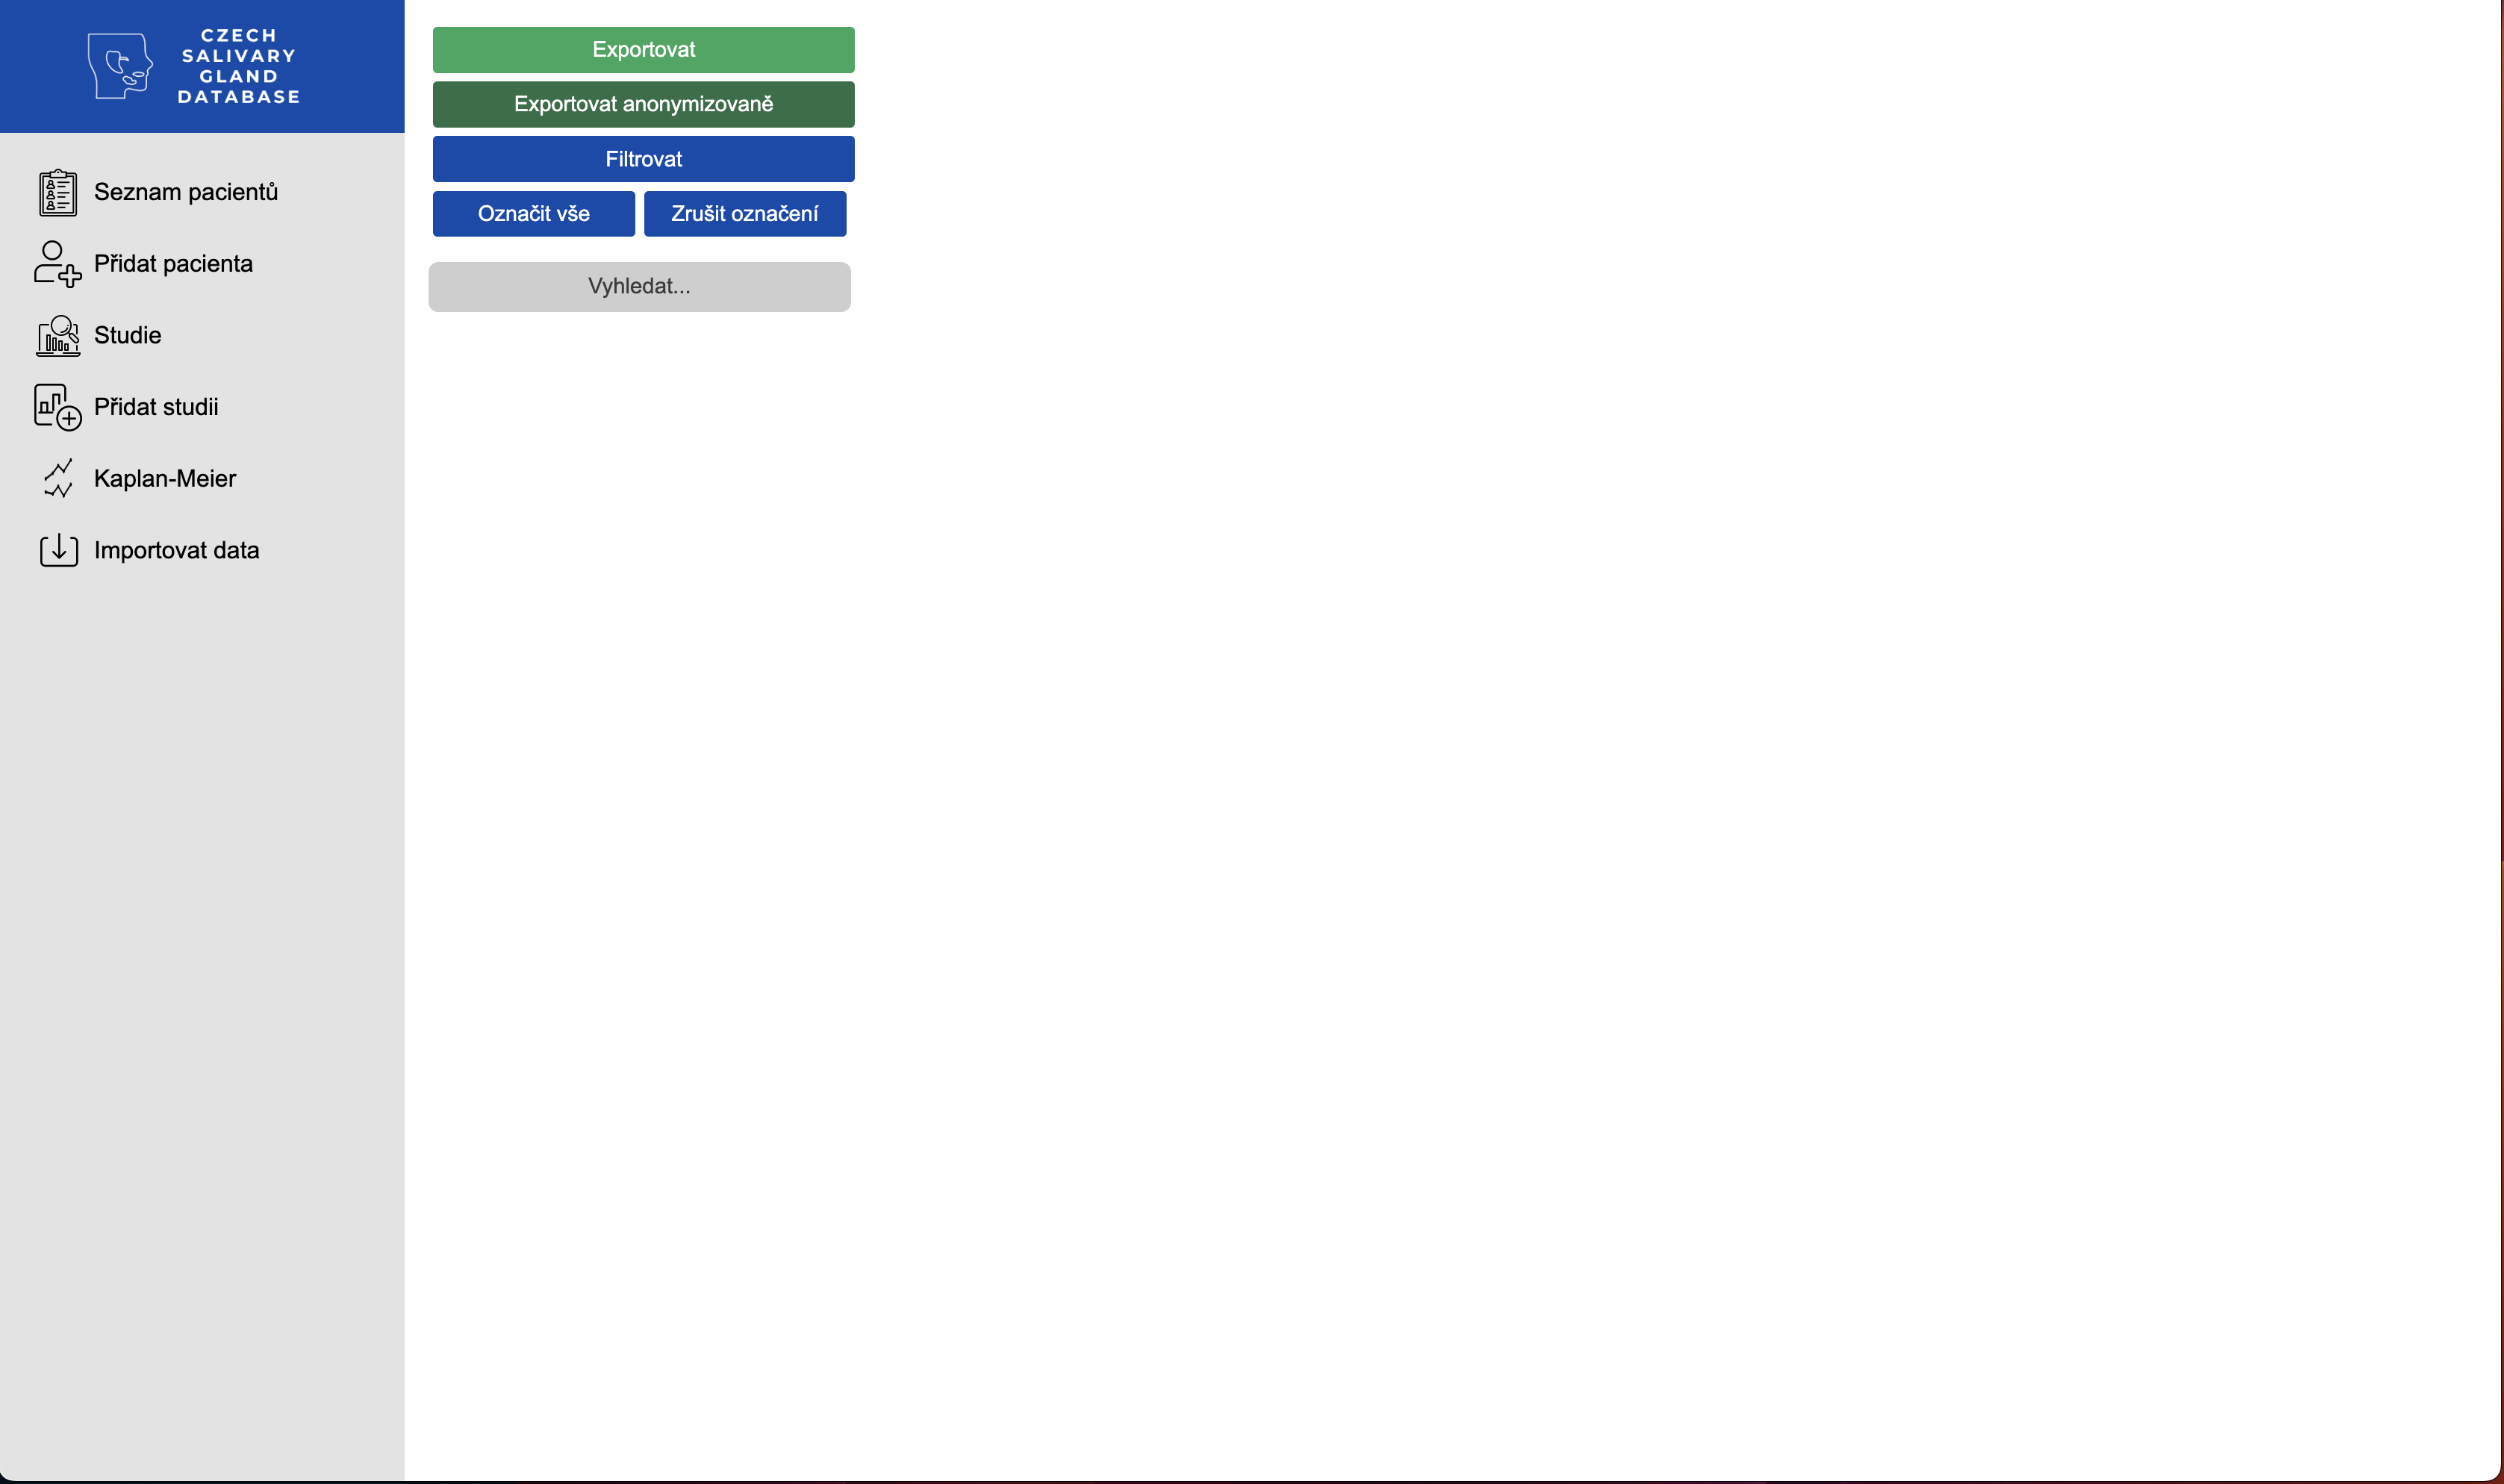 CZECH
SALIVARY
GLAND
DATABASE
Seznam pacientů
Přidat pacienta
Studie
Přidat studii
Kaplan-Meier
Importovat data
Exportovat
Exportovat anonymizovaně
Filtrovat
Označit vše
Zrušit označení
Vyhledat...